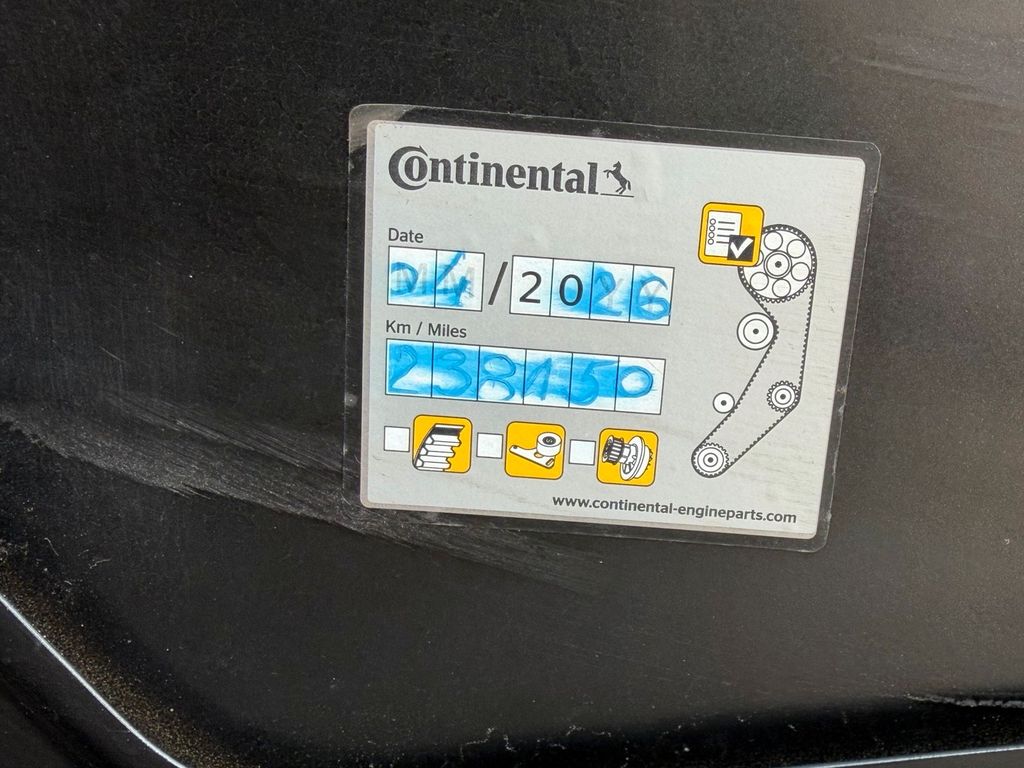 Continental
Date
04/2026
Km / Miles
238150
www.continental-engineparts.com